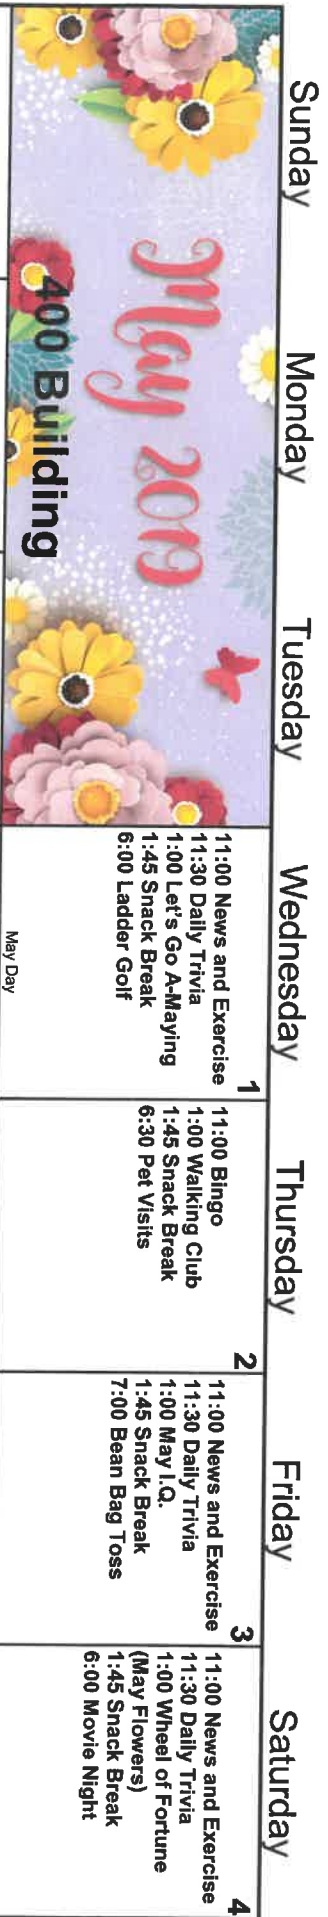 Sunday
Monday
Tuesday
Wednesday
Thursday
Friday
Saturday
May 2019
400 Building
1
11:00 News and Exercise
11:30 Daily Trivia
1:00 Let's Go A-Maying
1:45 Snack Break
6:00 Ladder Golf
May Day
2
11:00 Bingo
1:00 Walking Club
1:45 Snack Break
6:30 Pet Visits
3
11:00 News and Exercise
11:30 Daily Trivia
1:00 May I.Q.
1:45 Snack Break
7:00 Bean Bag Toss
4
11:00 News and Exercise
11:30 Daily Trivia
1:00 Wheel of Fortune
(May Flowers)
1:45 Snack Break
6:00 Movie Night